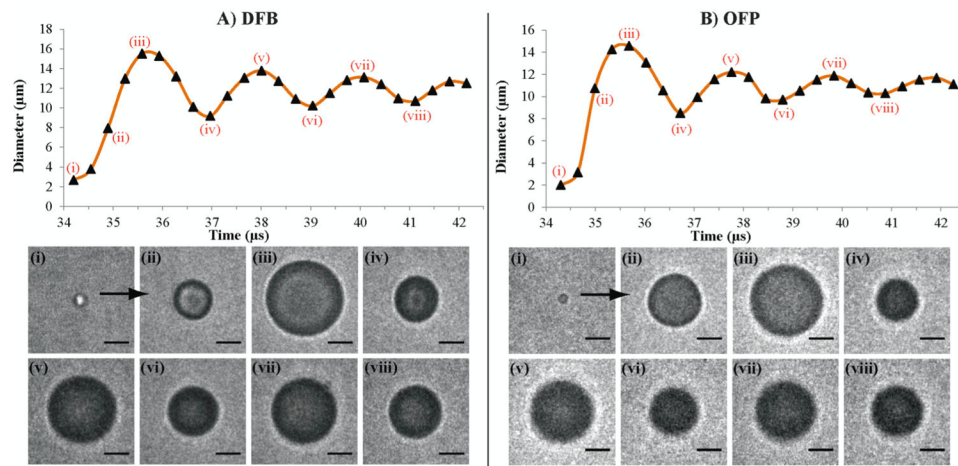 A) DFB
Diameter (µm)
18
16
14
12
10
8
6
4
2
0
(i)
(ii)
(iii)
(iv)
(v)
(vi)
(vii)
(viii)
34
35
36
37
38
39
40
41
42
Time (µs)
(i)
(ii)
(iii)
(iv)
(v)
(vi)
(vii)
(viii)
B) OFP
Diameter (µm)
16
14
12
10
8
6
4
2
0
(i)
(ii)
(iii)
(iv)
(v)
(vi)
(vii)
(viii)
34
35
36
37
38
39
40
41
42
Time (µs)
(i)
(ii)
(iii)
(iv)
(v)
(vi)
(vii)
(viii)